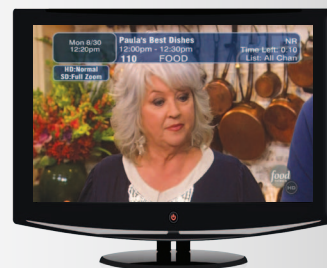 Mon 8/30
12:20pm
Paula's Best Dishes
NR
12:00pm - 12:30pm
Time Left: 0:10
110 FOOD
List: All Chan
HD:Normal
SD:Full Zoom
food
HD